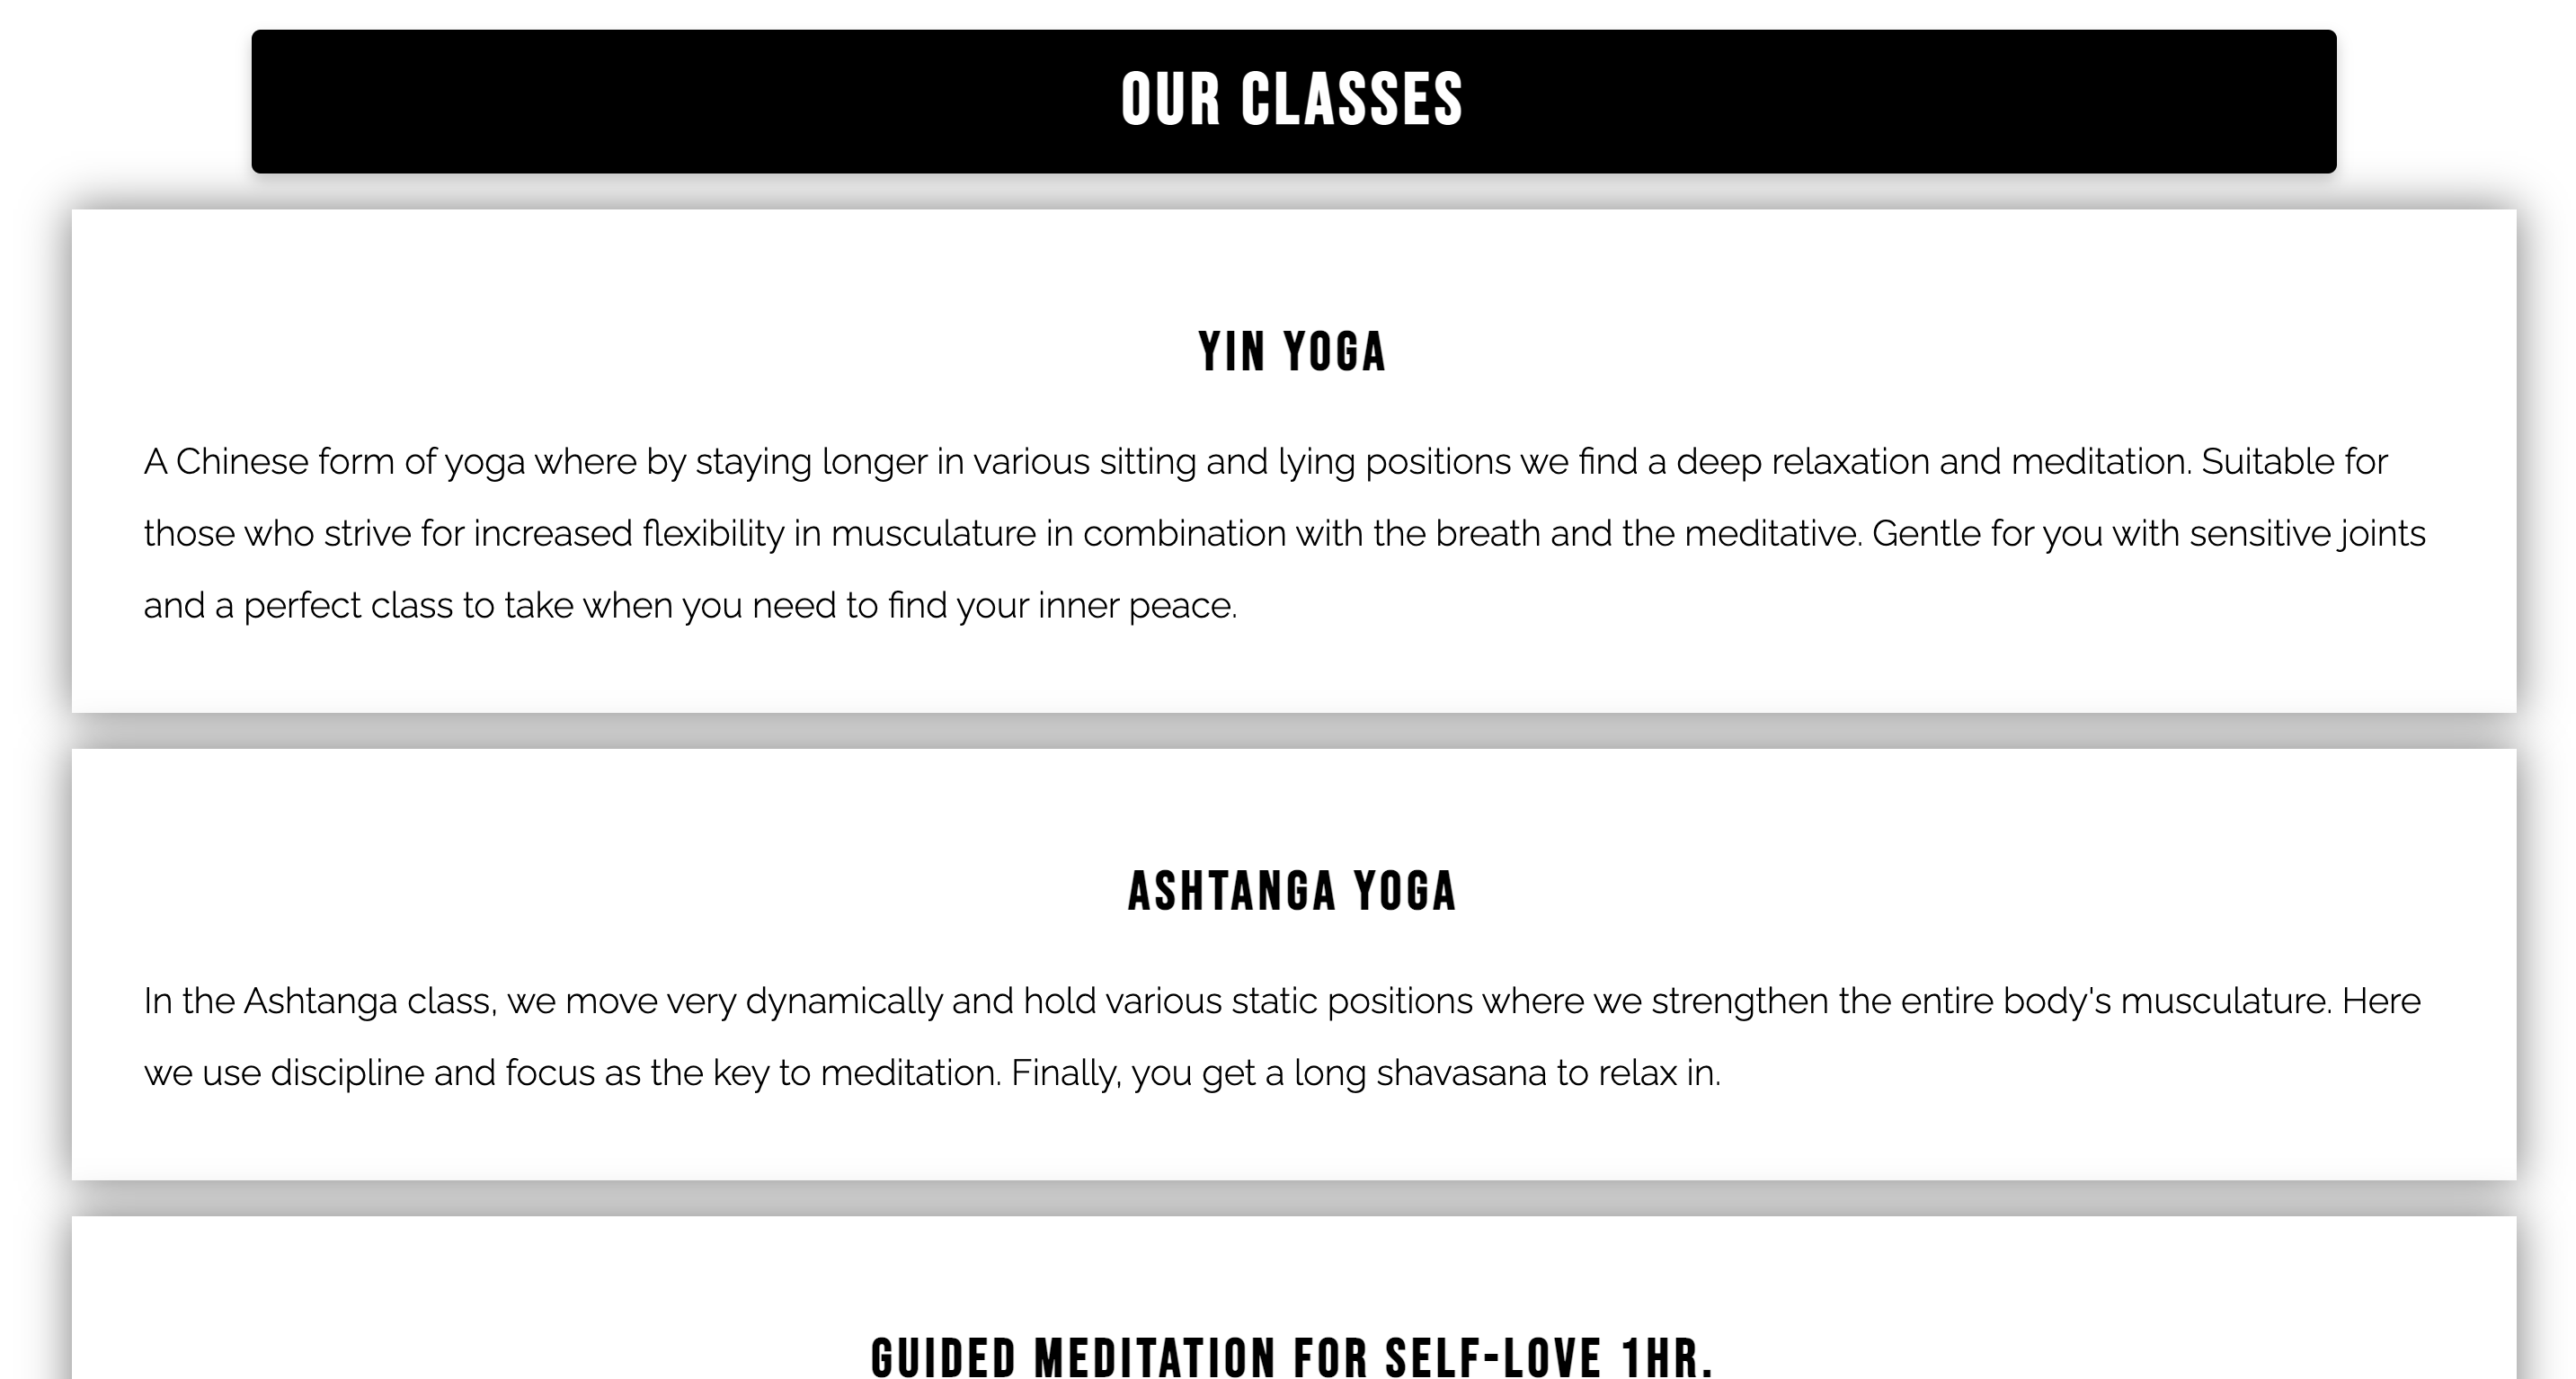 OUR CLASSES
YIN YOGA
A Chinese form of yoga where by staying longer in various sitting and lying positions we find a deep relaxation and meditation. Suitable for
those who strive for increased flexibility in musculature in combination with the breath and the meditative. Gentle for you with sensitive joints
and a perfect class to take when you need to find your inner peace.
ASHTANGA YOGA
In the Ashtanga class, we move very dynamically and hold various static positions where we strengthen the entire body's musculature. Here
we use discipline and focus as the key to meditation. Finally, you get a long shavasana to relax in.
GUIDED MEDITATION FOR SELF-LOVE 1HR.